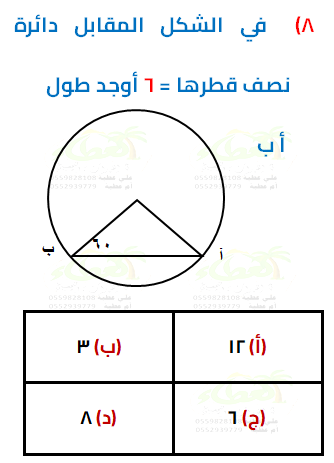 ٨) في الشكل المقابل دائرة
نصف قطرها = ٦ أوجد طول
أ ب
٦٠
ب
أ
(أ) ١٢
(ب) ٣
(ج) ٦
(د) ٨